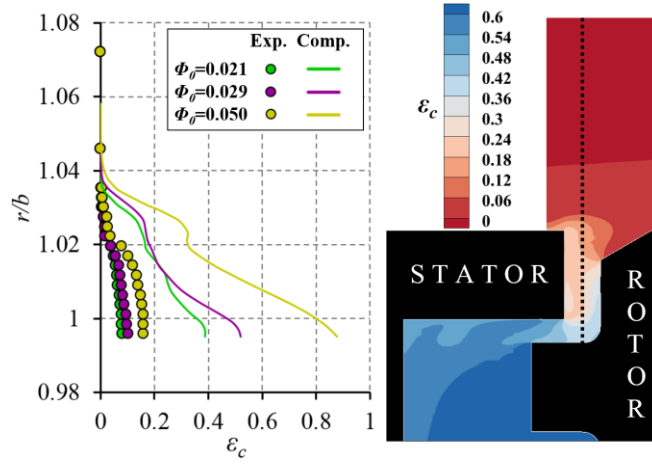 1.08
1.06
1.04
1.02
1
0.98
r/b
0
0.2
0.4
0.6
0.8
1
ε_c
Exp. Comp.
Φ₀=0.021
Φ₀=0.029
Φ₀=0.050
ε_c
0.6
0.54
0.48
0.42
0.36
0.3
0.24
0.18
0.12
0.06
0
STATOR
ROTOR